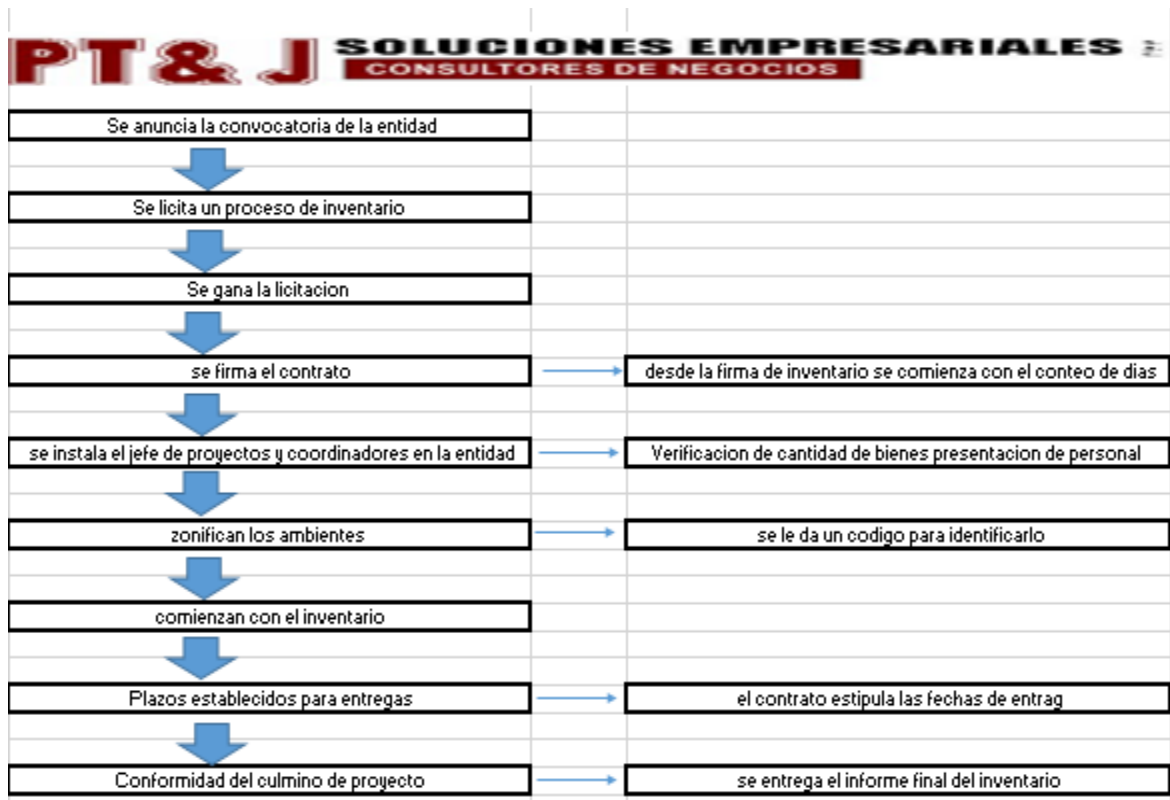 PT& J SOLUCIONES EMPRESARIALES
CONSULTORES DE NEGOCIOS
Se anuncia la convocatoria de la entidad
Se licita un proceso de inventario
Se gana la licitacion
se firma el contrato
desde la firma de inventario se comienza con el conteo de dias
se instala el jefe de proyectos y coordinadores en la entidad
Verificacion de cantidad de bienes presentacion de personal
zonifican los ambientes
se le da un codigo para identificarlo
comienzan con el inventario
Plazos establecidos para entregas
el contrato estipula las fechas de entrag
Conformidad del culmino de proyecto
se entrega el informe final del inventario